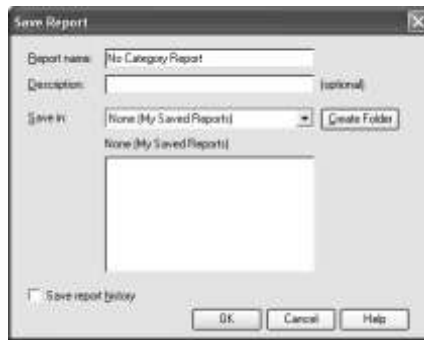 Save Report
Report name: No Category Report
Description: (optional)
Save in: None (My Saved Reports) Create Folder
None (My Saved Reports)
Save report history
OK Cancel Help